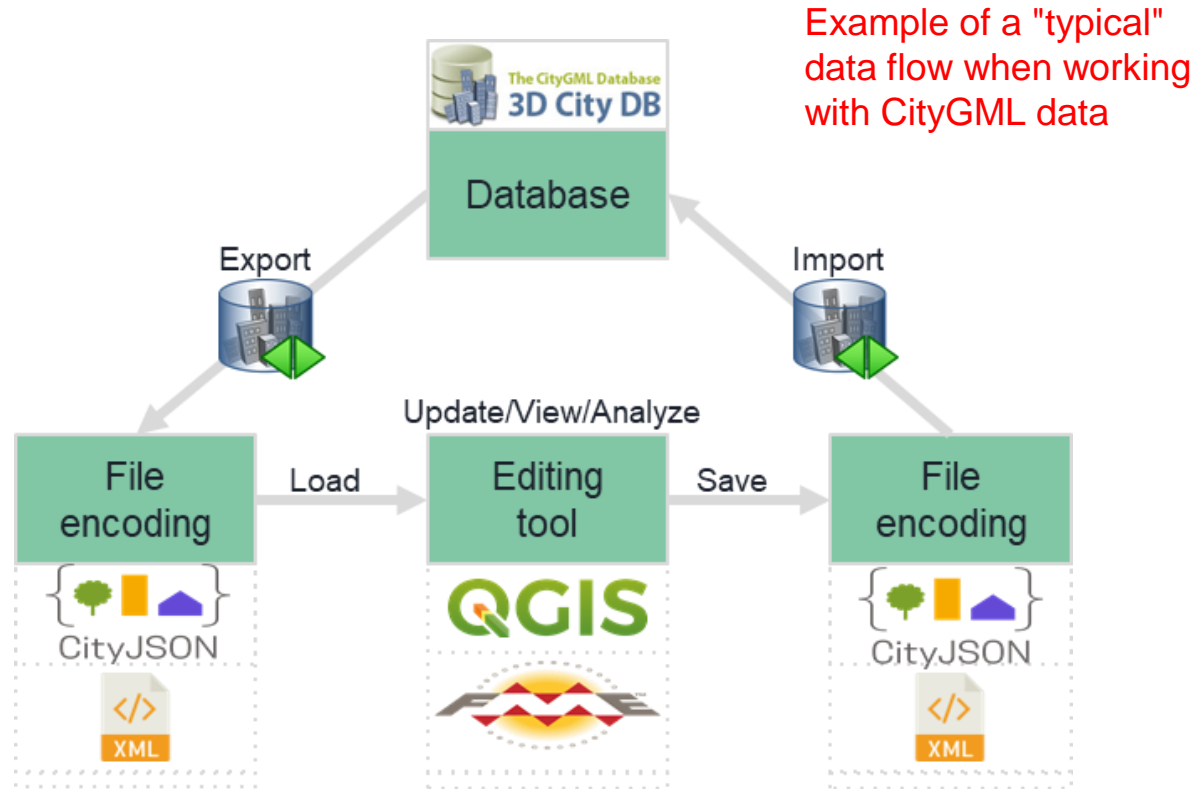 Example of a "typical"
data flow when working
with CityGML data
The CityGML Database
3D City DB
Database
Export
Import
Update/View/Analyze
File
encoding
Load
Editing
tool
Save
File
encoding
CityJSON
QGIS
CityJSON
</>
XML
FME
</>
XML